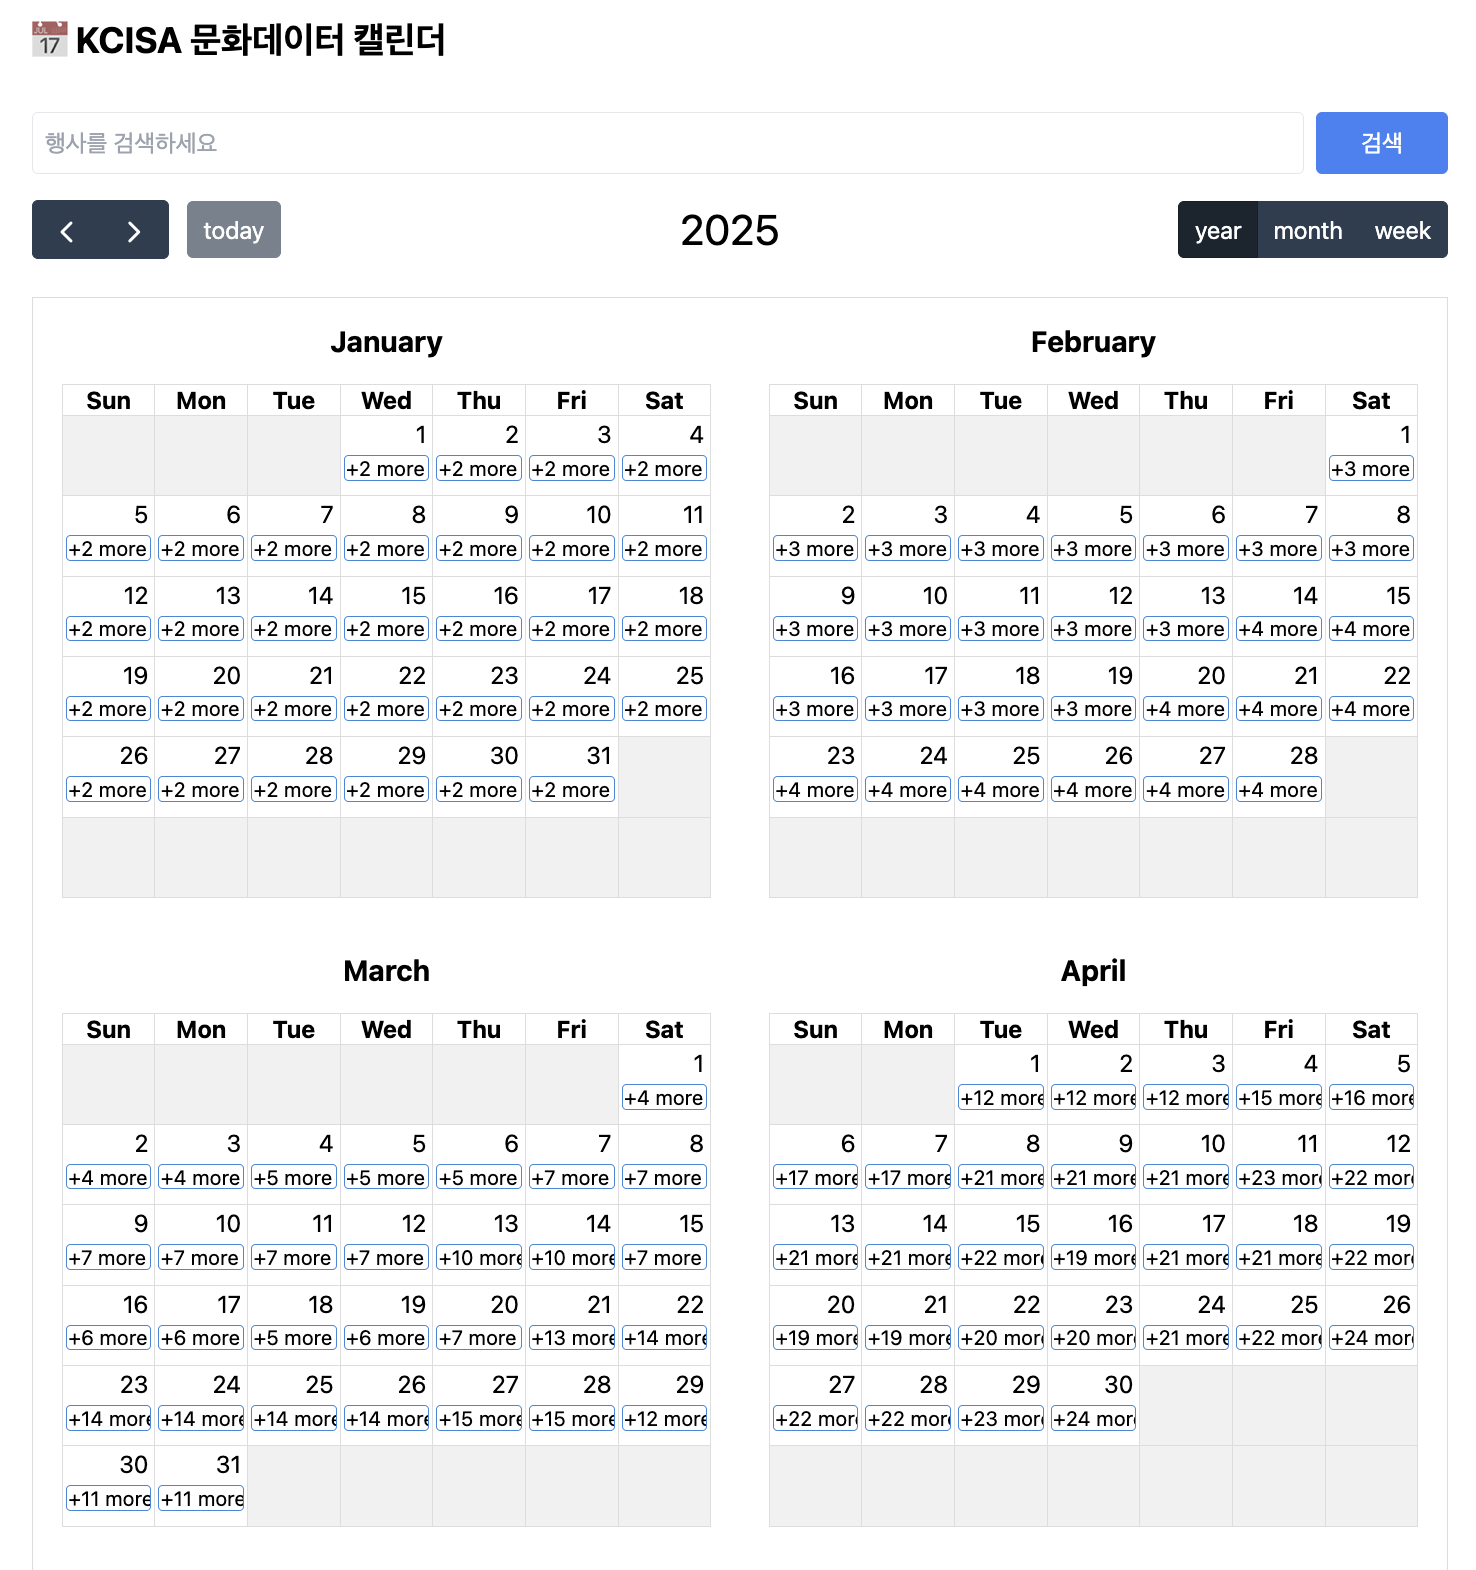 JUL 17 KCISA 문화데이터 캘린더
행사를 검색하세요 검색
today 2025 year month week
January February
Sun Mon Tue Wed Thu Fri Sat Sun Mon Tue Wed Thu Fri Sat
1 2 3 4 1
+2 more +2 more +2 more +2 more +3 more
5 6 7 8 9 10 11 2 3 4 5 6 7 8
+2 more +2 more +2 more +2 more +2 more +2 more +2 more +3 more +3 more +3 more +3 more +3 more +3 more +3 more
12 13 14 15 16 17 18 9 10 11 12 13 14 15
+2 more +2 more +2 more +2 more +2 more +2 more +2 more +3 more +3 more +3 more +3 more +3 more +4 more +4 more
19 20 21 22 23 24 25 16 17 18 19 20 21 22
+2 more +2 more +2 more +2 more +2 more +2 more +2 more +3 more +3 more +3 more +3 more +4 more +4 more +4 more
26 27 28 29 30 31 23 24 25 26 27 28
+2 more +2 more +2 more +2 more +2 more +2 more +4 more +4 more +4 more +4 more +4 more +4 more
March April
Sun Mon Tue Wed Thu Fri Sat Sun Mon Tue Wed Thu Fri Sat
1 1 2 3 4 5
+4 more +12 more +12 more +12 more +15 more +16 more
2 3 4 5 6 7 8 6 7 8 9 10 11 12
+4 more +4 more +5 more +5 more +5 more +7 more +7 more +17 more +17 more +21 more +21 more +21 more +23 more +22 more
9 10 11 12 13 14 15 13 14 15 16 17 18 19
+7 more +7 more +7 more +7 more +10 more +10 more +7 more +21 more +21 more +22 more +19 more +21 more +21 more +22 more
16 17 18 19 20 21 22 20 21 22 23 24 25 26
+6 more +6 more +5 more +6 more +7 more +13 more +14 more +19 more +19 more +20 more +20 more +21 more +22 more +24 more
23 24 25 26 27 28 29 27 28 29 30
+14 more +14 more +14 more +14 more +15 more +15 more +12 more +22 more +22 more +23 more +24 more
30 31
+11 more +11 more